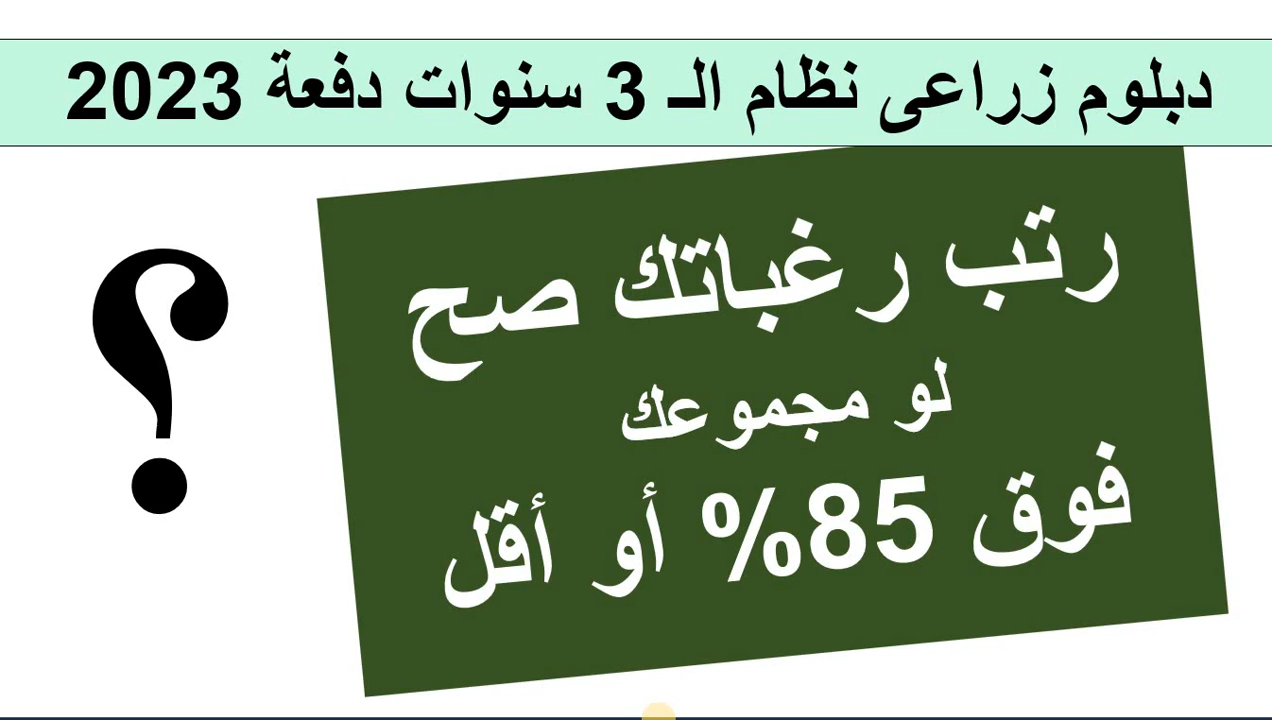 دبلوم زراعى نظام الـ 3 سنوات دفعة 2023
رتب رغباتك صح
لو مجموعك
فوق 85% أو أقل
؟